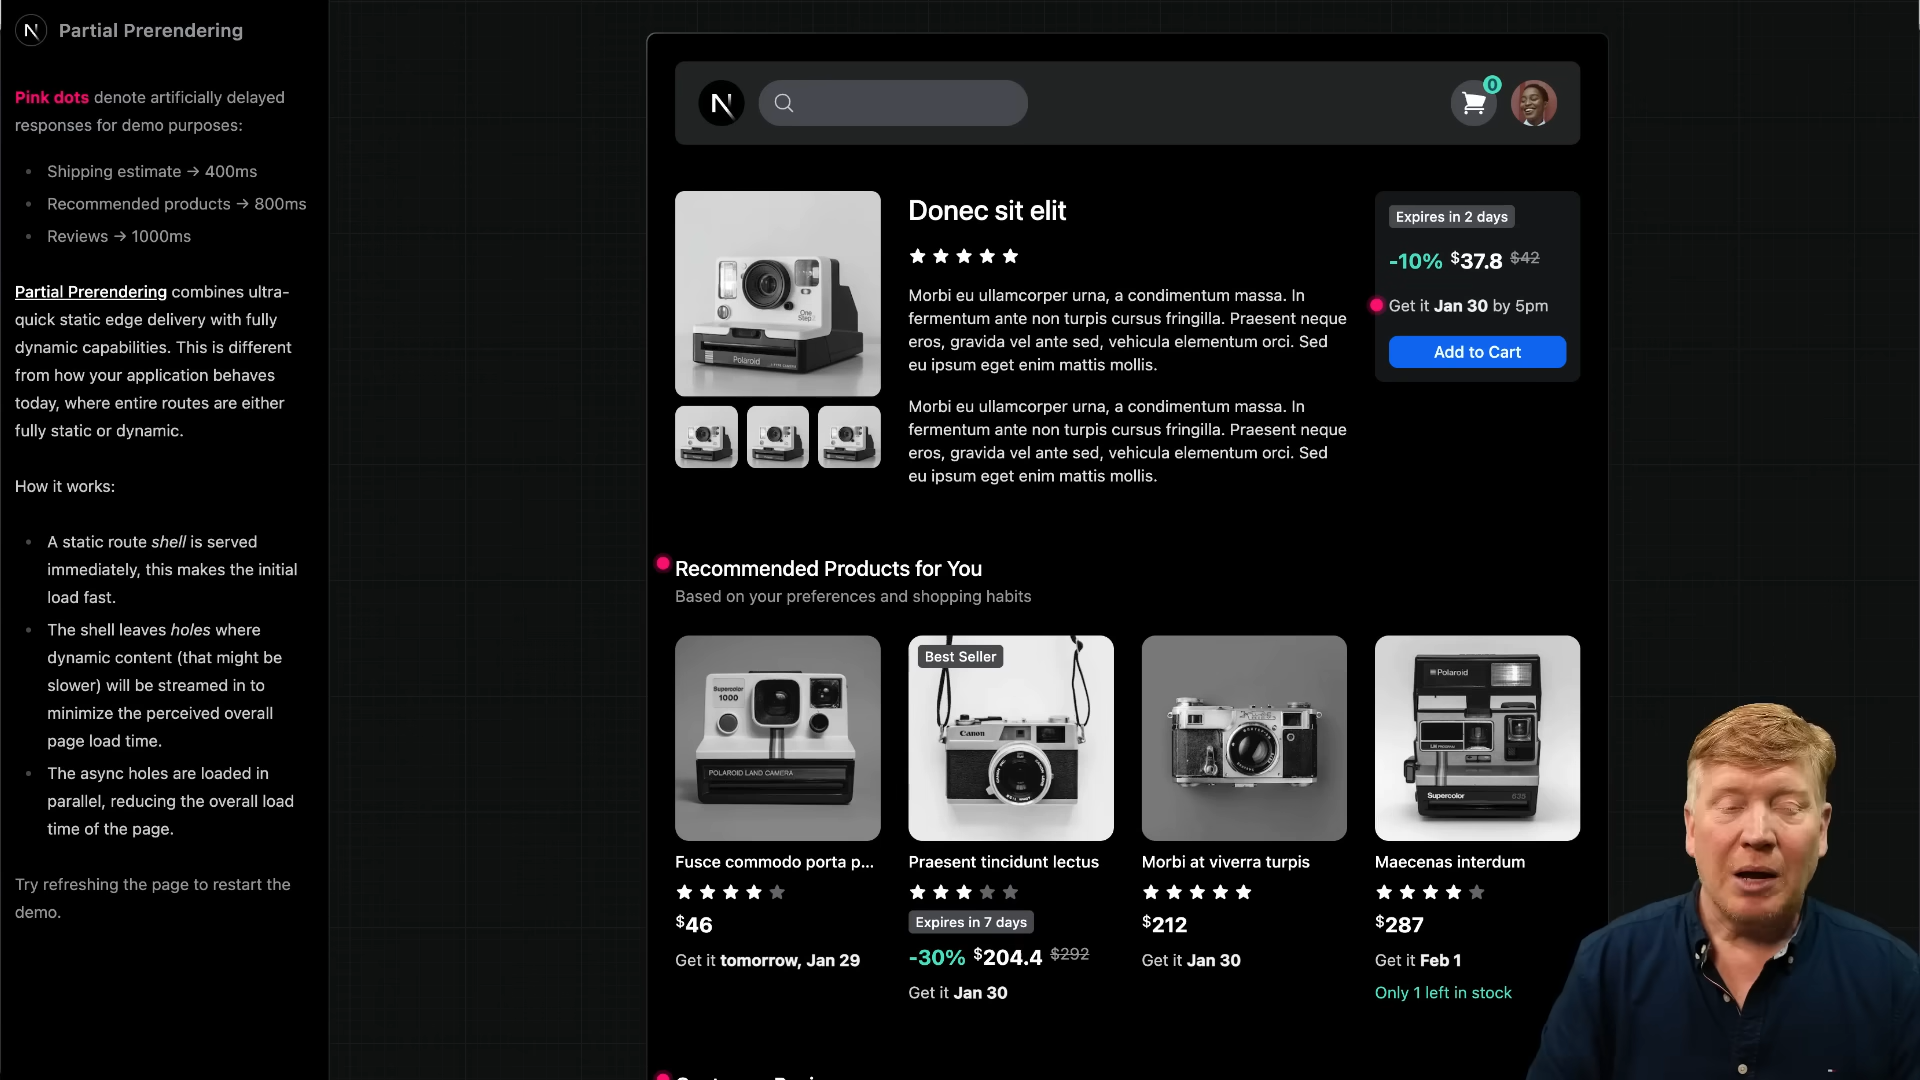 N Partial Prerendering
Pink dots denote artificially delayed
responses for demo purposes:
Shipping estimate → 400ms
Recommended products → 800ms
Reviews → 1000ms
Partial Prerendering combines ultra-
quick static edge delivery with fully
dynamic capabilities. This is different
from how your application behaves
today, where entire routes are either
fully static or dynamic.
How it works:
A static route shell is served
immediately, this makes the initial
load fast.
The shell leaves holes where
dynamic content (that might be
slower) will be streamed in to
minimize the perceived overall
page load time.
The async holes are loaded in
parallel, reducing the overall load
time of the page.
Try refreshing the page to restart the
demo.
N
0
One
Step
Polaroid
Donec sit elit
Morbi eu ullamcorper urna, a condimentum massa. In
fermentum ante non turpis cursus fringilla. Praesent neque
eros, gravida vel ante sed, vehicula elementum orci. Sed
eu ipsum eget enim mattis mollis.
Morbi eu ullamcorper urna, a condimentum massa. In
fermentum ante non turpis cursus fringilla. Praesent neque
eros, gravida vel ante sed, vehicula elementum orci. Sed
eu ipsum eget enim mattis mollis.
Expires in 2 days
-10% $37.8 $42
Get it Jan 30 by 5pm
Add to Cart
Recommended Products for You
Based on your preferences and shopping habits
Supercolor
1000
POLAROID LAND CAMERA
Fusce commodo porta p...
$46
Get it tomorrow, Jan 29
Best Seller
Canon
Praesent tincidunt lectus
Expires in 7 days
-30% $204.4 $292
Get it Jan 30
Morbi at viverra turpis
$212
Get it Jan 30
Polaroid
Supercolor 635
Maecenas interdum
$287
Get it Feb 1
Only 1 left in stock